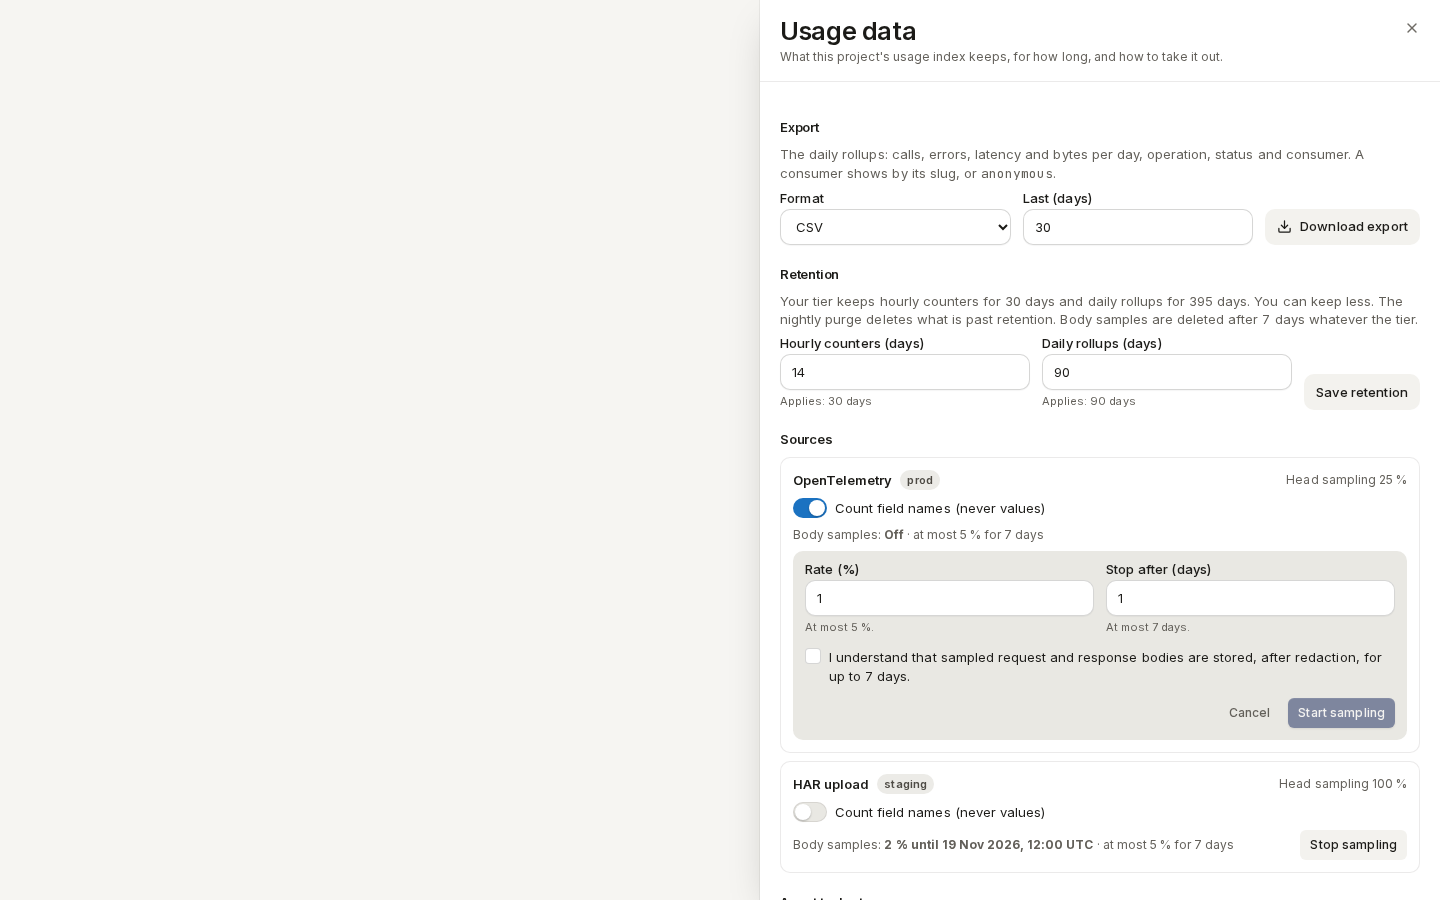 Usage data
What this project's usage index keeps, for how long, and how to take it out.
Export
The daily rollups: calls, errors, latency and bytes per day, operation, status and consumer. A
consumer shows by its slug, or anonymous.
Format
Last (days)
CSV
30
Download export
Retention
Your tier keeps hourly counters for 30 days and daily rollups for 395 days. You can keep less. The
nightly purge deletes what is past retention. Body samples are deleted after 7 days whatever the tier.
Hourly counters (days)
Daily rollups (days)
14
90
Save retention
Applies: 30 days
Applies: 90 days
Sources
OpenTelemetry prod
Head sampling 25 %
Count field names (never values)
Body samples: Off · at most 5 % for 7 days
Rate (%)
Stop after (days)
1
1
At most 5 %.
At most 7 days.
I understand that sampled request and response bodies are stored, after redaction, for
up to 7 days.
Cancel
Start sampling
HAR upload staging
Head sampling 100 %
Count field names (never values)
Body samples: 2 % until 19 Nov 2026, 12:00 UTC · at most 5 % for 7 days
Stop sampling